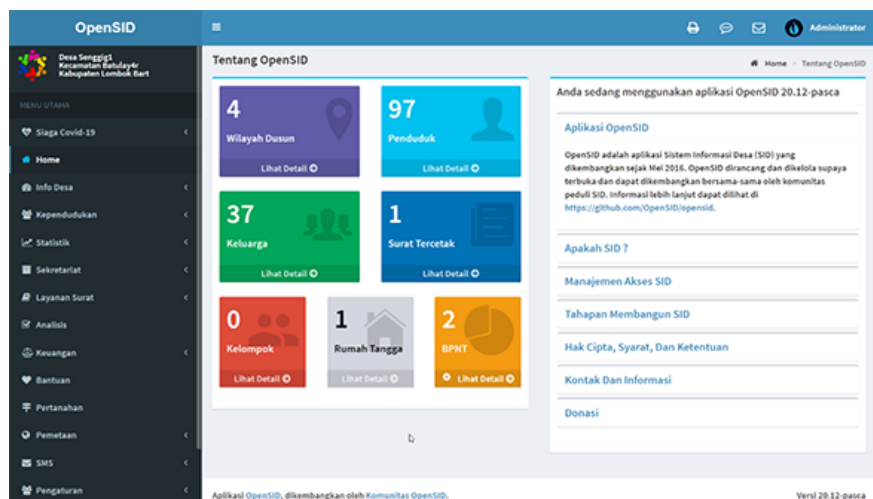 OpenSID
Administrator
Desa Senggig1
Kecamatan Batulay4r
Kabupaten Lombok Bart
MENU UTAMA
Siaga Covid-19
Home
Info Desa
Kependudukan
Statistik
Sekretariat
Layanan Surat
Analisis
Keuangan
Bantuan
Pertanahan
Pemetaan
SMS
Pengaturan
Tentang OpenSID
Home > Tentang OpenSID
4
Wilayah Dusun
Lihat Detail
97
Penduduk
Lihat Detail
37
Keluarga
Lihat Detail
1
Surat Tercetak
Lihat Detail
0
Kelompok
Lihat Detail
1
Rumah Tangga
Lihat Detail
2
BPNT
Lihat Detail
Anda sedang menggunakan aplikasi OpenSID 20.12-pasca
Aplikasi OpenSID
OpenSID adalah aplikasi Sistem Informasi Desa (SID) yang
dikembangkan sejak Mei 2016. OpenSID dirancang dan dikelola supaya
terbuka dan dapat dikembangkan bersama-sama oleh komunitas
peduli SID. Informasi lebih lanjut dapat dilihat di
https://github.com/OpenSID/opensid.
Apakah SID ?
Manajemen Akses SID
Tahapan Membangun SID
Hak Cipta, Syarat, Dan Ketentuan
Kontak Dan Informasi
Donasi
Aplikasi OpenSID, dikembangkan oleh Komunitas OpenSID.
Versi 20.12-pasca